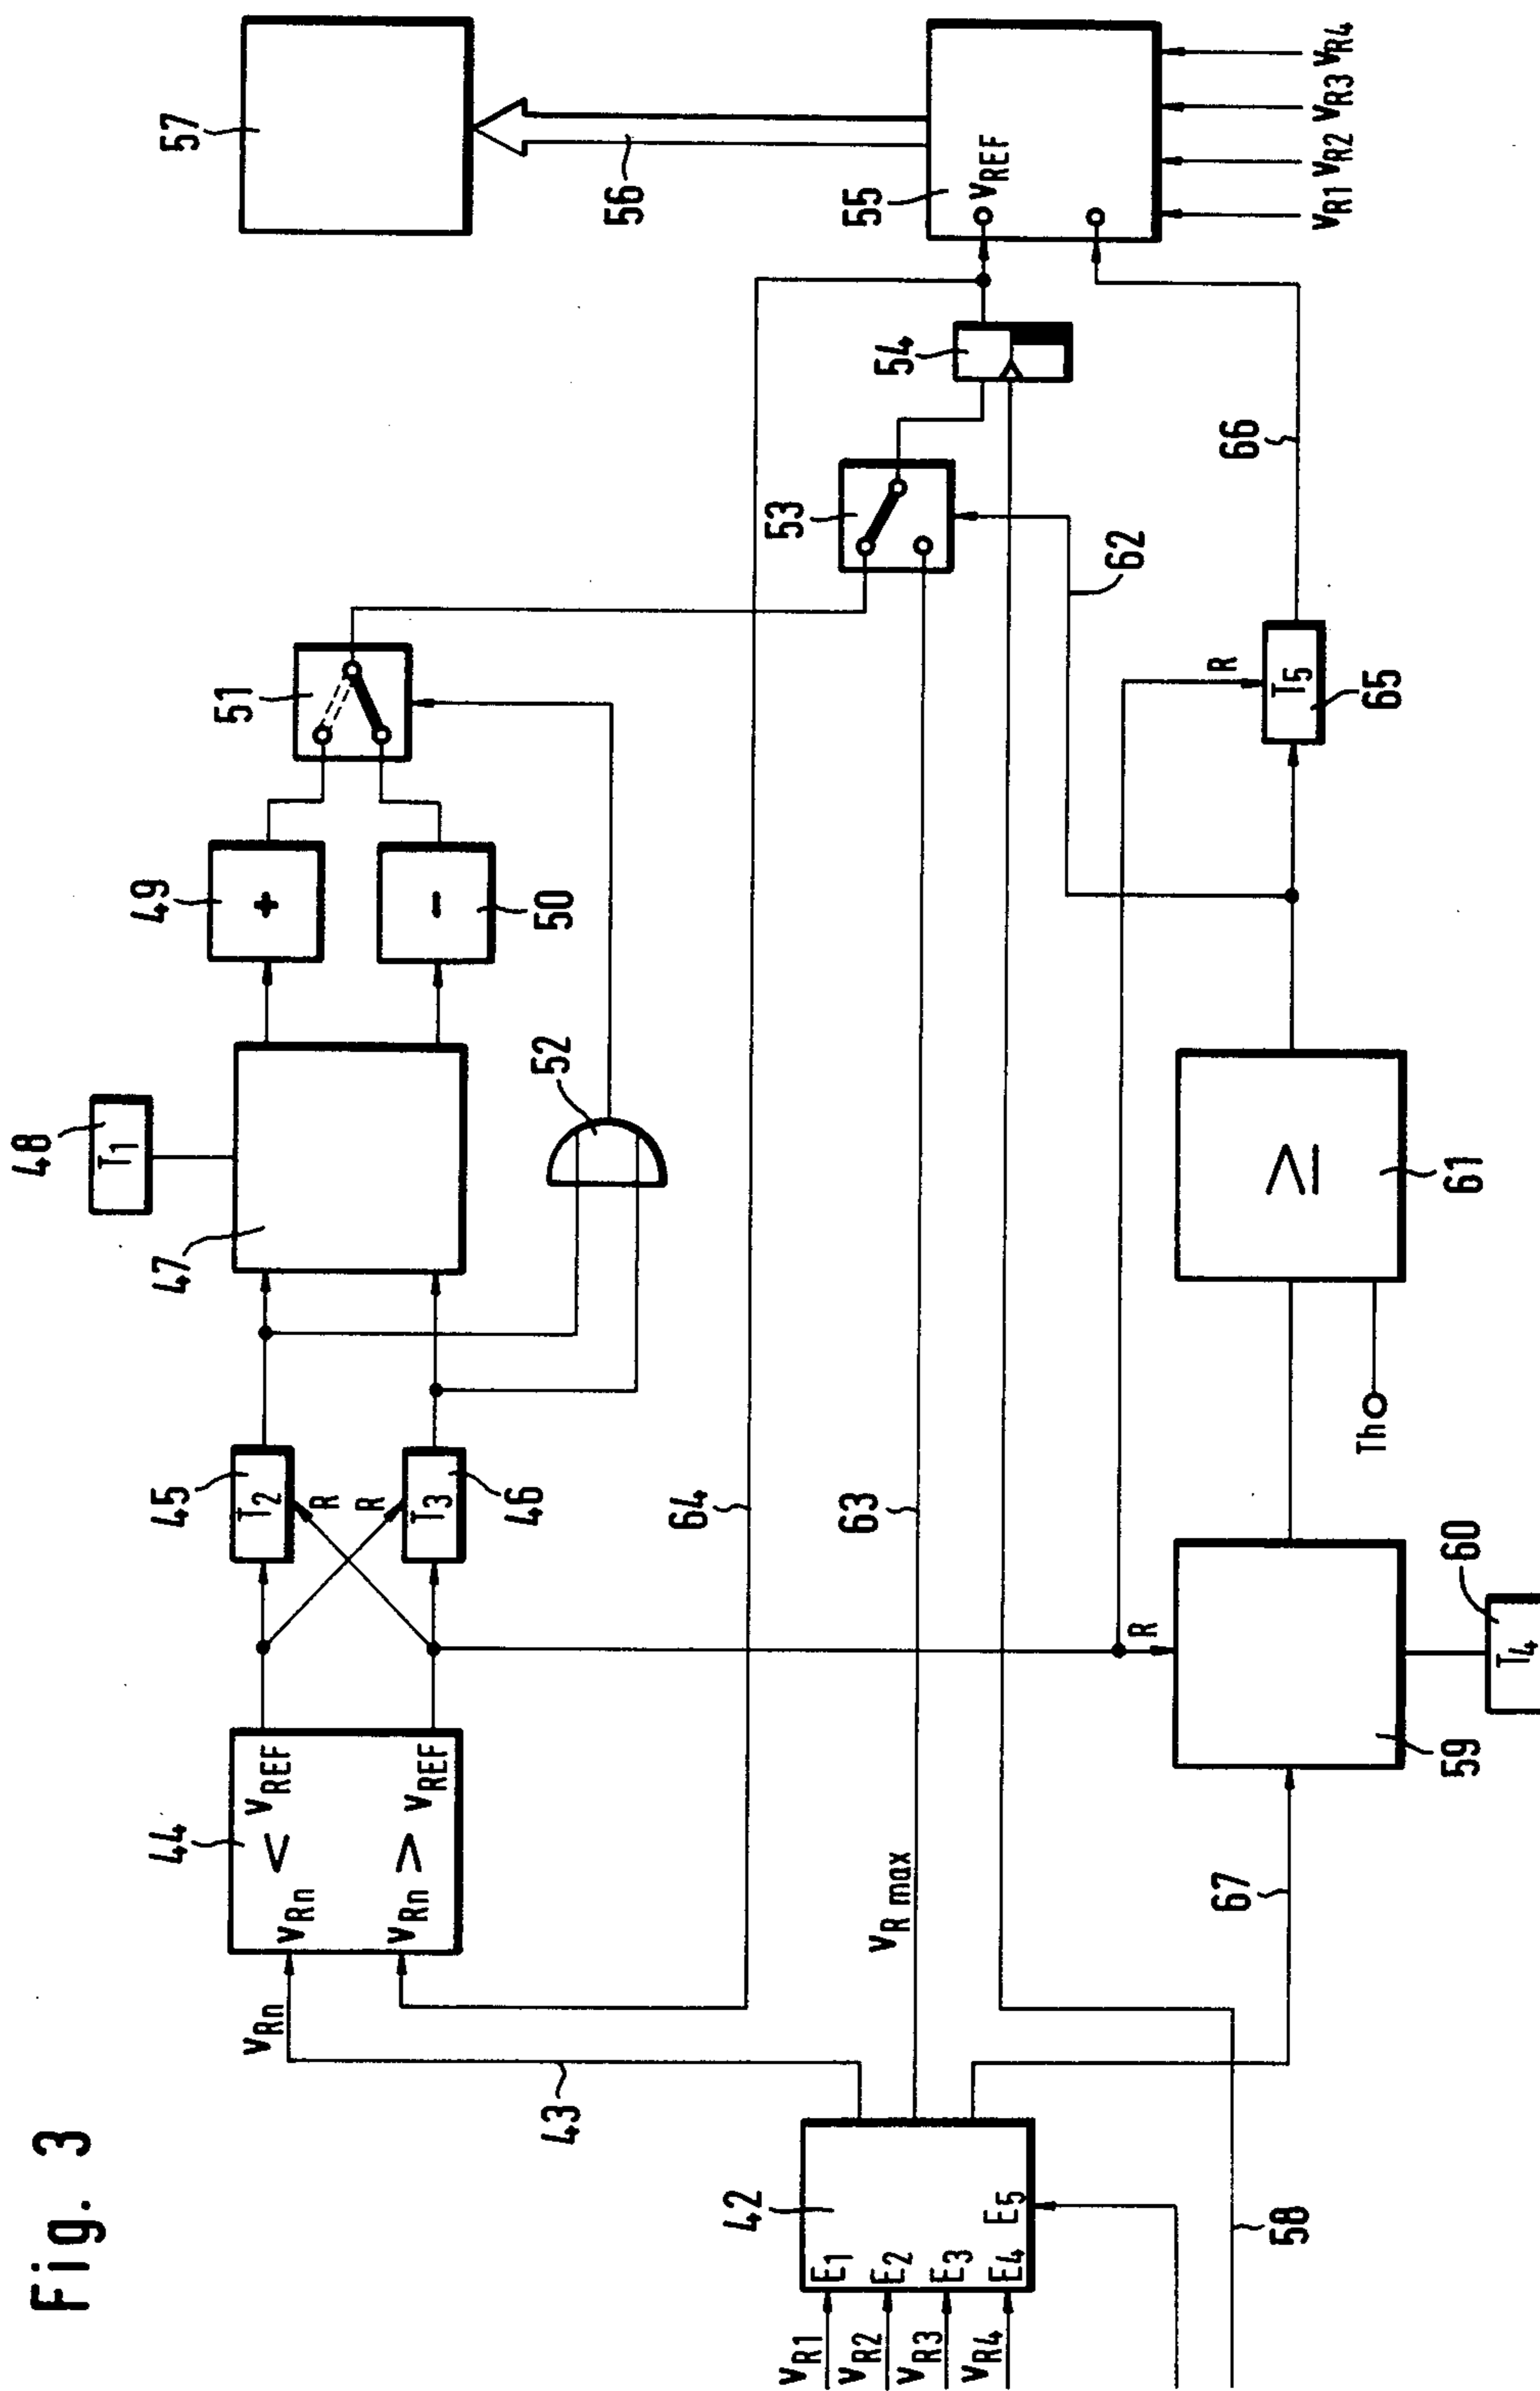 Fig. 3
VR1
VR2
VR3
VR4
E1
E2
E3
E4
E5
42
58
43
VRn
VR max
67
44
VRn < VREF
VRn > VREF
45
T2
R
R
T3
46
64
63
59
R
T4
60
Th
47
48
T1
52
≥
61
49
+
-
50
51
53
62
T5
R
65
54
66
55
VREF
VR1 VR2 VR3 VR4
56
57